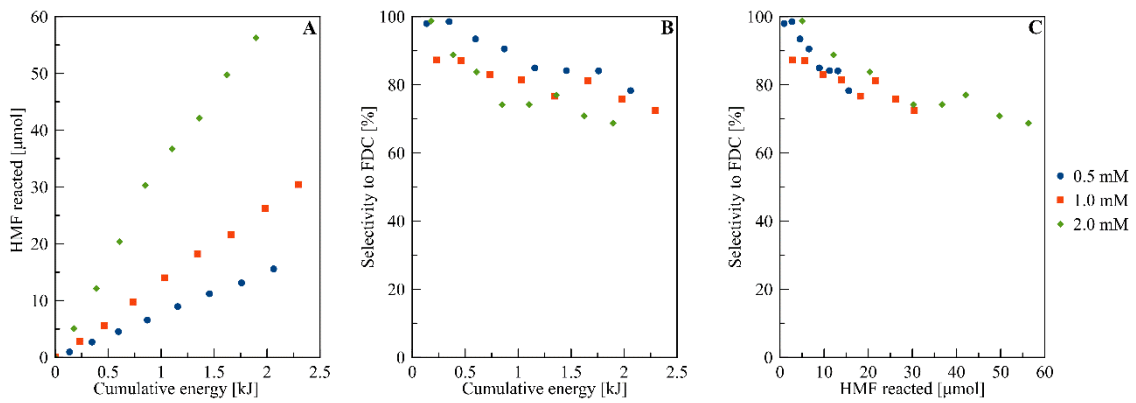 A
60
50
40
30
20
10
0
HMF reacted [µmol]
0 0.5 1 1.5 2 2.5
Cumulative energy [kJ]
B
100
80
60
40
20
0
Selectivity to FDC [%]
0 0.5 1 1.5 2 2.5
Cumulative energy [kJ]
C
100
80
60
40
20
0
Selectivity to FDC [%]
0 10 20 30 40 50 60
HMF reacted [µmol]
0.5 mM
1.0 mM
2.0 mM